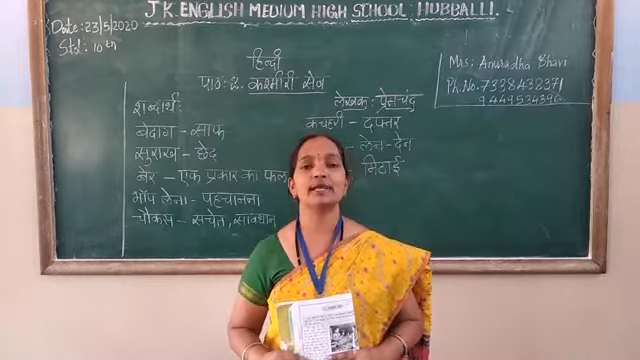 J K. ENGLISH MEDIUM HIGH SCHOOL HUBBALLI.
Date: 23/5/2020
Std: 10th
हिन्दी
पाठ: 2. कश्मीरी सेब
Mrs: Anuradha Bhavi
Ph.No. 7338438371
9449534390
शब्दार्थ:
लेखक: प्रेमचंद
बेदाग - साफ
कचहरी - दफ्तर
सुराख - छेद
- लेन-देन
बेर - एक प्रकार का फल
मिठाई
भाँप लेना - पहचानना
चौकस - सचेत, सावधान